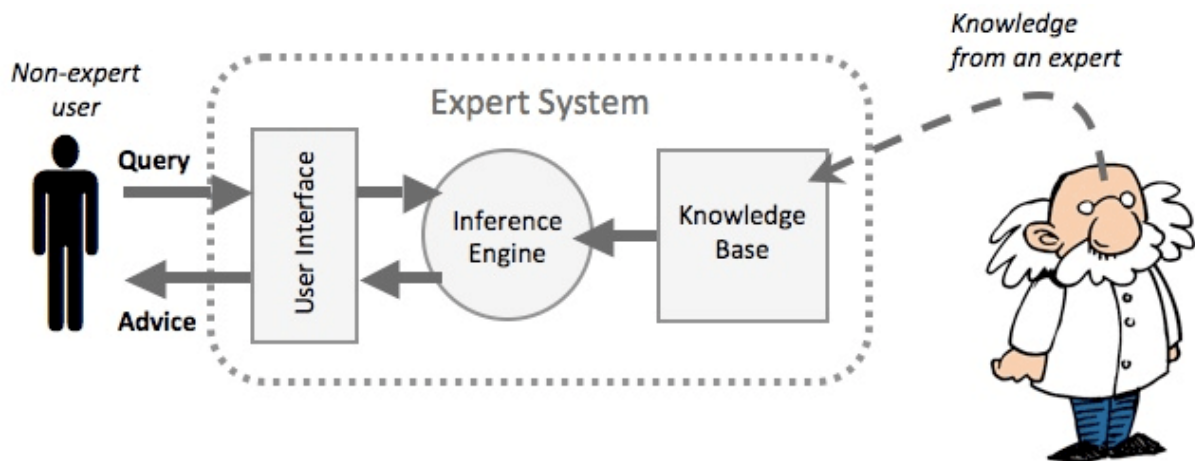 Non-expert
user
Query
Advice
Expert System
User Interface
Inference
Engine
Knowledge
Base
Knowledge
from an expert